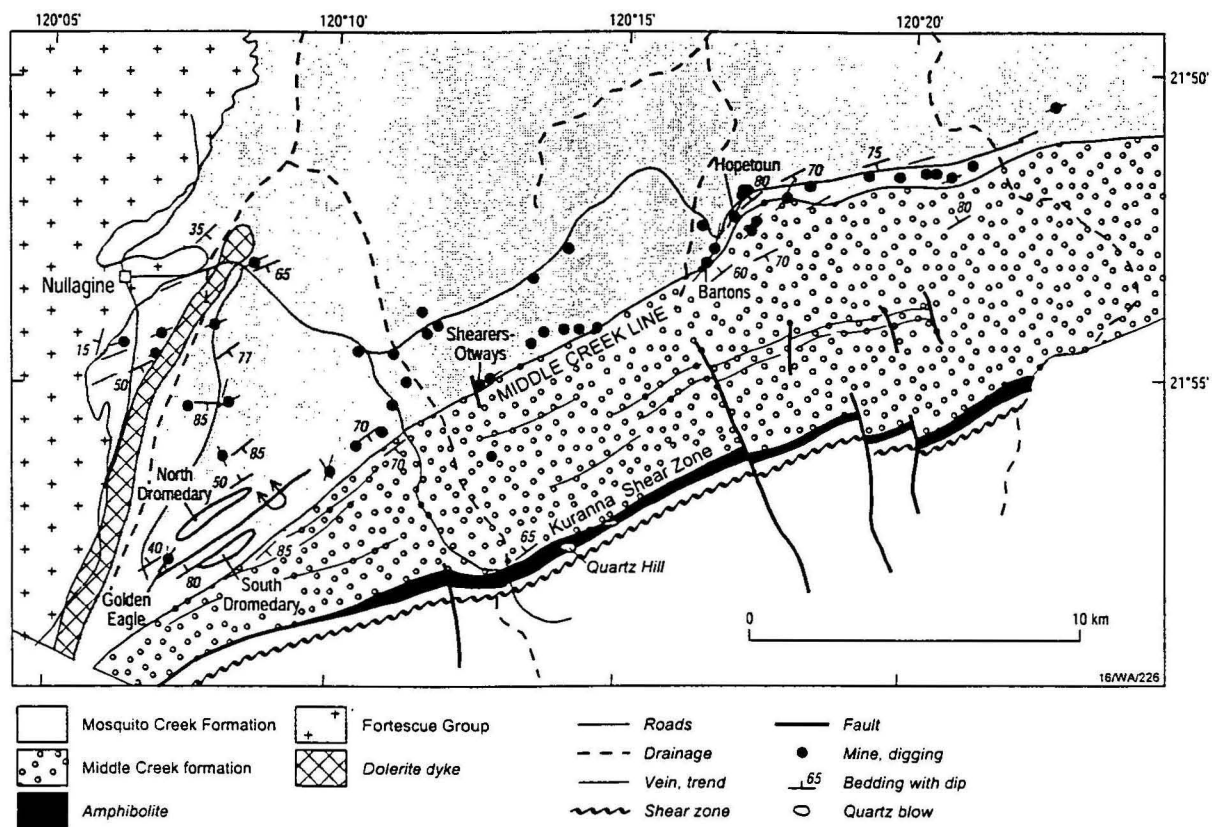 120°05' 120°10' 120°15' 120°20'
21°50'
75
70
Hopetoun
80
35
80
65
70
60
Nullagine
Bartons
MIDDLE CREEK LINE
Shearers-
Otways
15
77
50
21°55'
85
70
85
70
50
North
Dromedary
Kuranna Shear Zone
40
85
65
80
Quartz Hill
South
Dromedary
Golden
Eagle
0 10 km
16/WA/226
Mosquito Creek Formation
Middle Creek formation
Amphibolite
Fortescue Group
Dolerite dyke
Roads
Drainage
Vein, trend
Shear zone
Fault
Mine, digging
65 Bedding with dip
Quartz blow